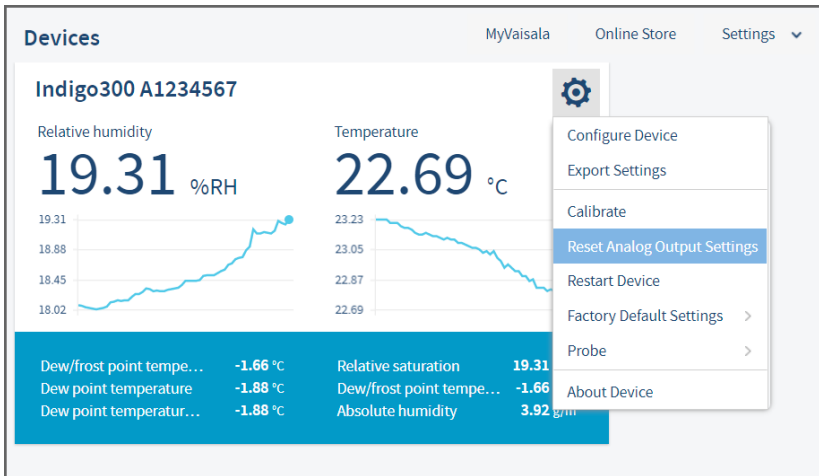 Devices
MyVaisala Online Store Settings
Indigo300 A1234567
Relative humidity
19.31 %RH
19.31
18.88
18.45
18.02
Temperature
22.69 °C
23.23
23.05
22.87
22.69
Configure Device
Export Settings
Calibrate
Reset Analog Output Settings
Restart Device
Factory Default Settings
Probe
About Device
Dew/frost point tempe... -1.66 °C
Dew point temperature -1.88 °C
Dew point temperatur... -1.88 °C
Relative saturation 19.31
Dew/frost point tempe... -1.66
Absolute humidity 3.92